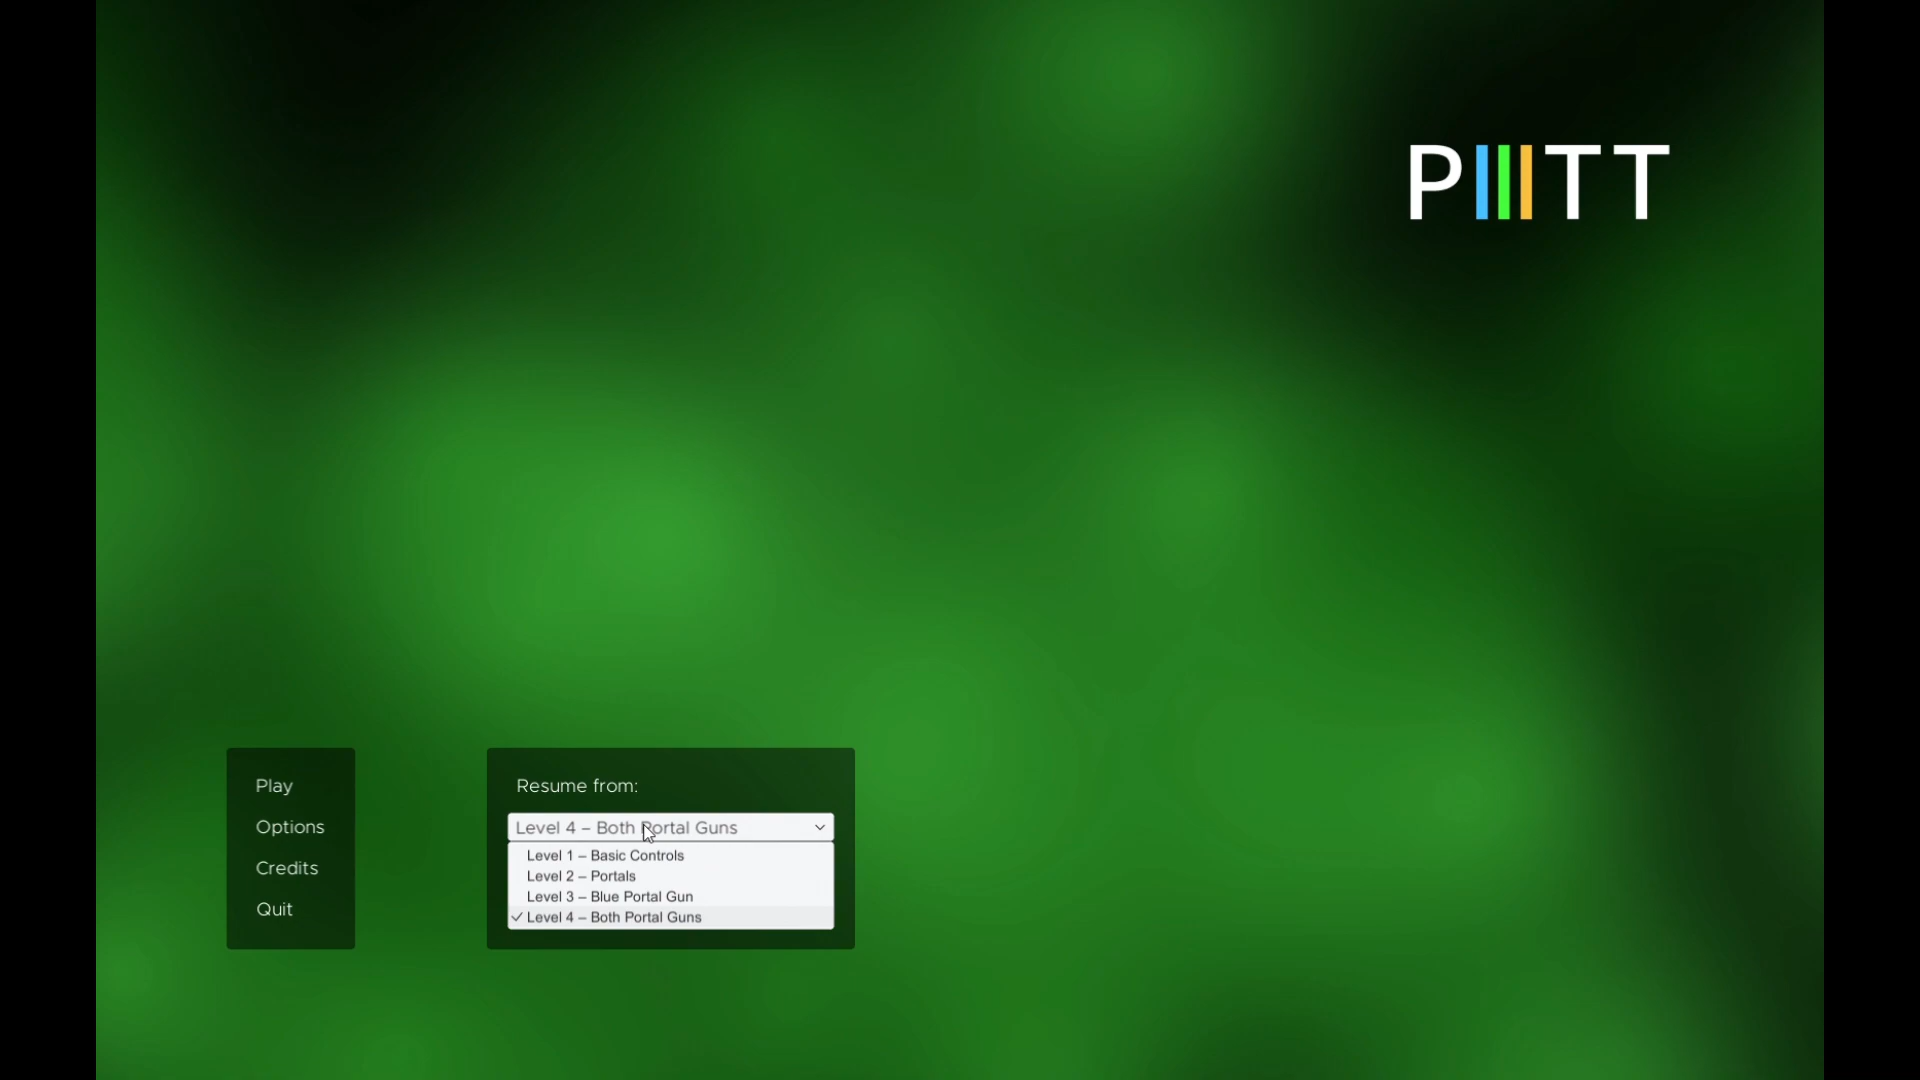 PIIITT
Play
Options
Credits
Quit
Resume from:
Level 4 – Both Portal Guns
Level 1 – Basic Controls
Level 2 – Portals
Level 3 – Blue Portal Gun
✓ Level 4 – Both Portal Guns